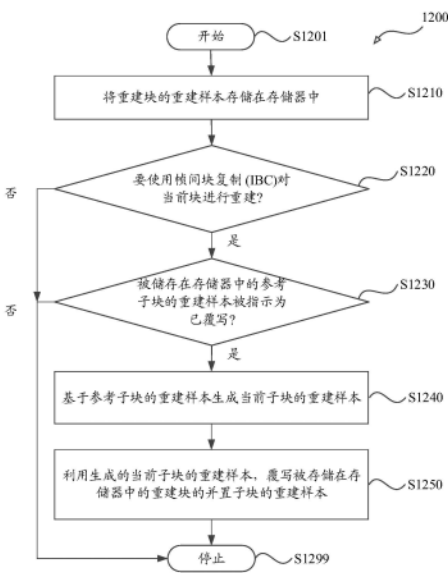 1200
开始
S1201
将重建块的重建样本存储在存储器中
S1210
要使用帧间块复制(IBC)对
当前块进行重建?
S1220
否
是
被储存在存储器中的参考
子块的重建样本被指示为
已覆写?
S1230
否
是
基于参考子块的重建样本生成当前子块的重建样本
S1240
利用生成的当前子块的重建样本,覆写被存储在存
储器中的重建块的并置子块的重建样本
S1250
停止
S1299